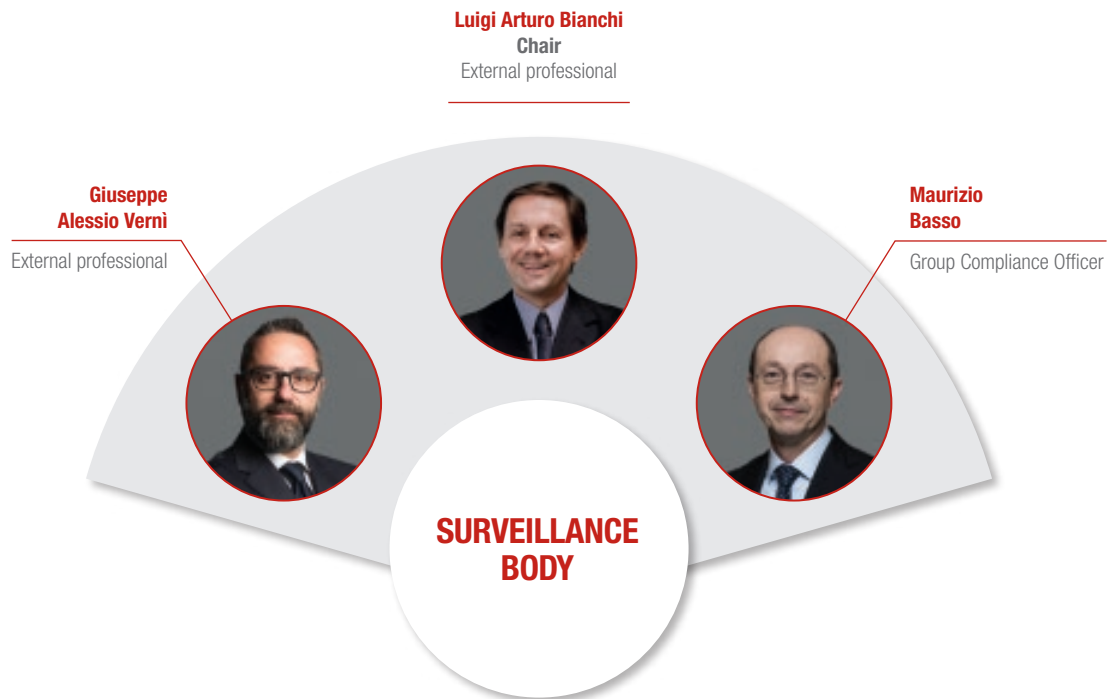 Luigi Arturo Bianchi
Chair
External professional
Giuseppe
Alessio Vernì
External professional
Maurizio
Basso
Group Compliance Officer
SURVEILLANCE
BODY